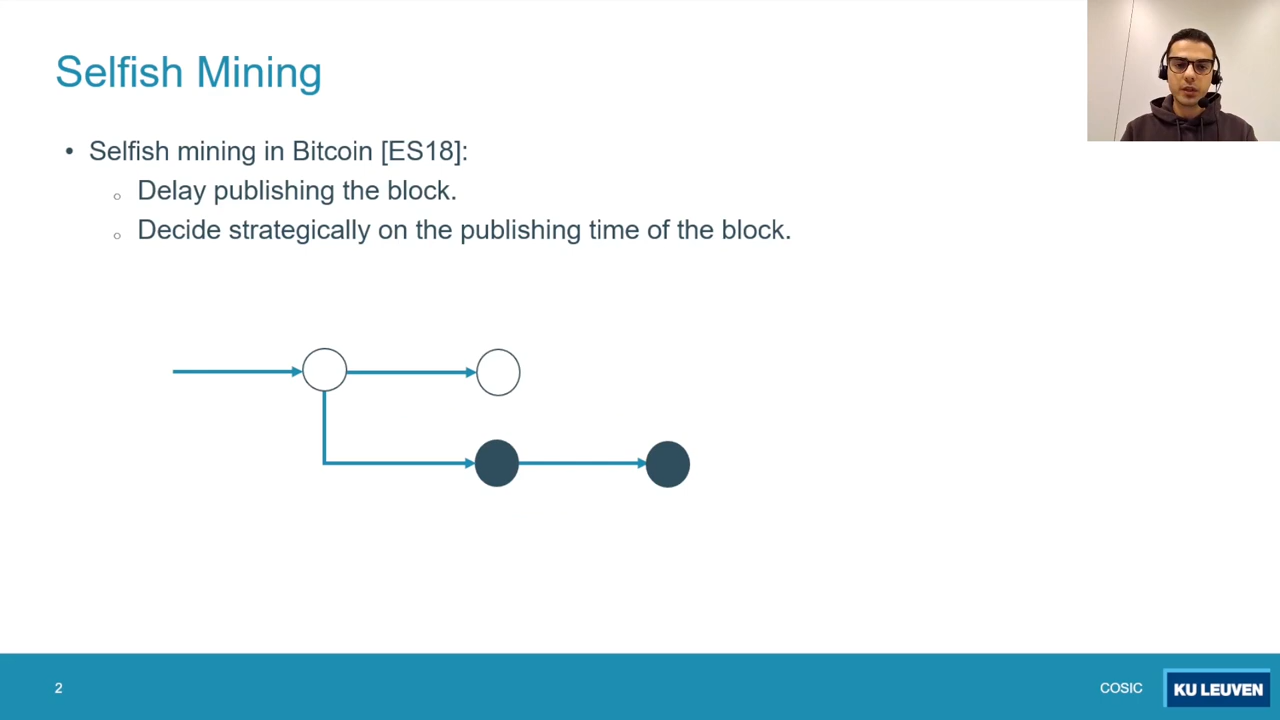 Selfish Mining
• Selfish mining in Bitcoin [ES18]:
○ Delay publishing the block.
○ Decide strategically on the publishing time of the block.
2
COSIC
KU LEUVEN